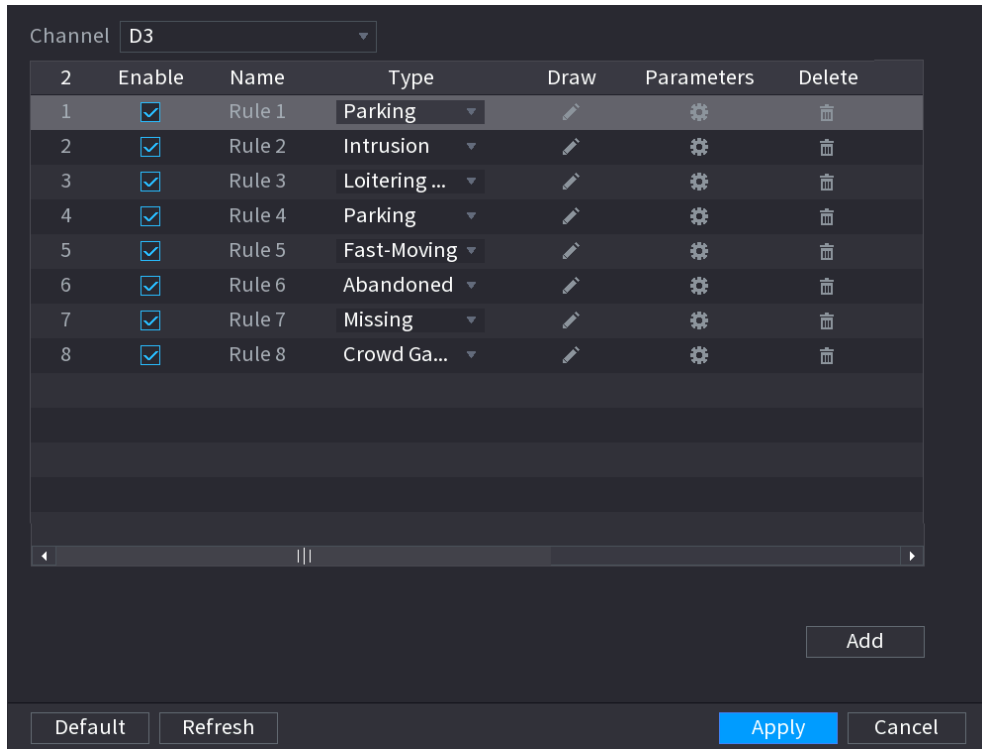 Channel D3
2 Enable Name Type Draw Parameters Delete
1 Rule 1 Parking
2 Rule 2 Intrusion
3 Rule 3 Loitering ...
4 Rule 4 Parking
5 Rule 5 Fast-Moving
6 Rule 6 Abandoned
7 Rule 7 Missing
8 Rule 8 Crowd Ga...
Add
Default Refresh Apply Cancel